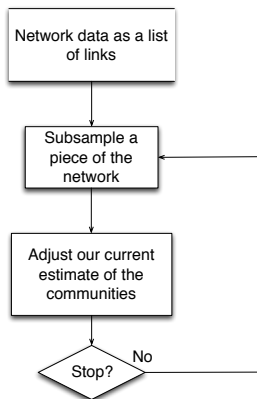 Network data as a list
of links
Subsample a
piece of the
network
Adjust our current
estimate of the
communities
No
Stop?